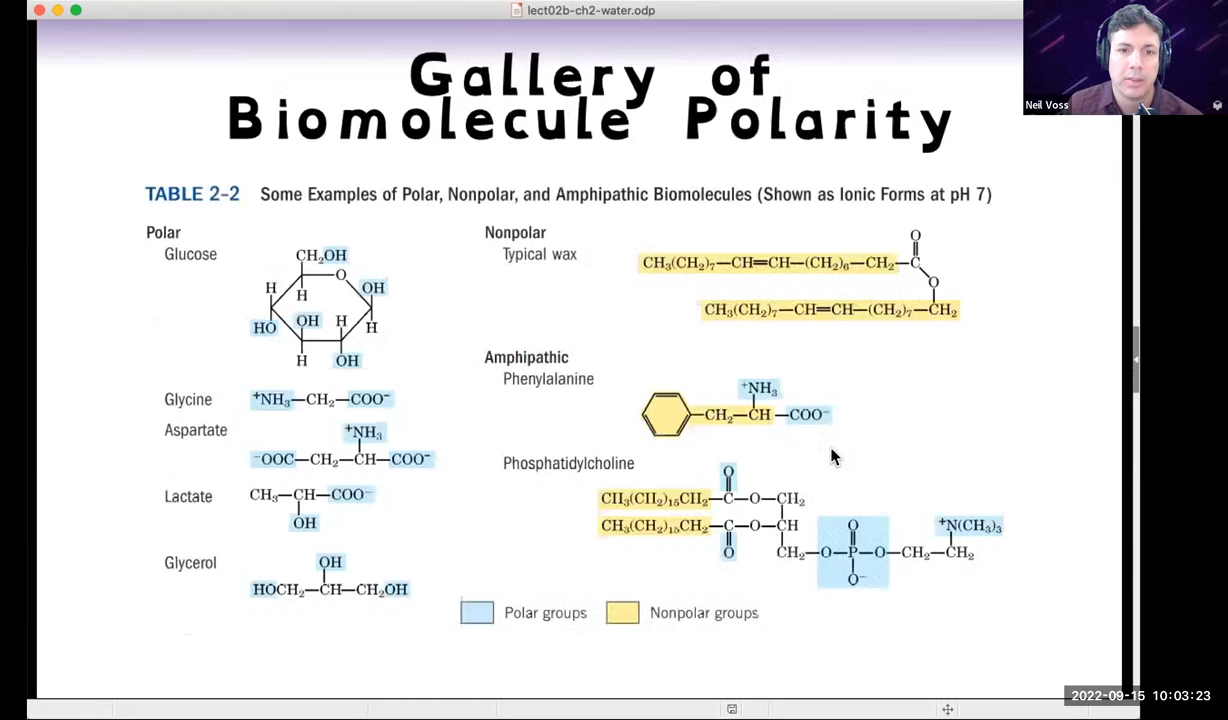 lect02b-ch2-water.odp
Gallery of
Biomolecule Polarity
Neil Voss
TABLE 2-2 Some Examples of Polar, Nonpolar, and Amphipathic Biomolecules (Shown as Ionic Forms at pH 7)
Polar
Glucose
CH₂OH
O
H
H
OH
HO
OH
H
H
H
OH
Glycine
⁺NH₃—CH₂—COO⁻
Aspartate
⁺NH₃
⁻OOC—CH₂—CH—COO⁻
Lactate
CH₃—CH—COO⁻
OH
Glycerol
OH
HOCH₂—CH—CH₂OH
Nonpolar
Typical wax
O
CH₃(CH₂)₇—CH=CH—(CH₂)₆—CH₂—C
O
CH₃(CH₂)₇—CH=CH—(CH₂)₇—CH₂
Amphipathic
Phenylalanine
⁺NH₃
CH₂—CH—COO⁻
Phosphatidylcholine
O
CH₃(CH₂)₁₅CH₂—C—O—CH₂
CH₃(CH₂)₁₅CH₂—C—O—CH
O
O
⁺N(CH₃)₃
CH₂—O—P—O—CH₂—CH₂
O⁻
Polar groups
Nonpolar groups
2022-09-15 10:03:23